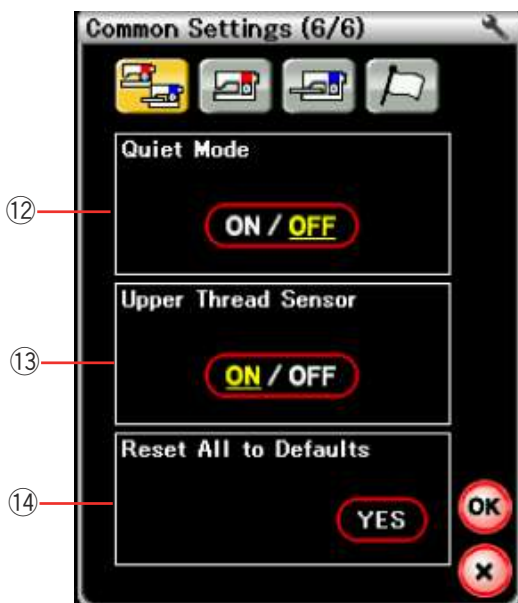 Common Settings (6/6)
Quiet Mode
⑫
ON / OFF
Upper Thread Sensor
⑬
ON / OFF
Reset All to Defaults
⑭
YES
OK
×